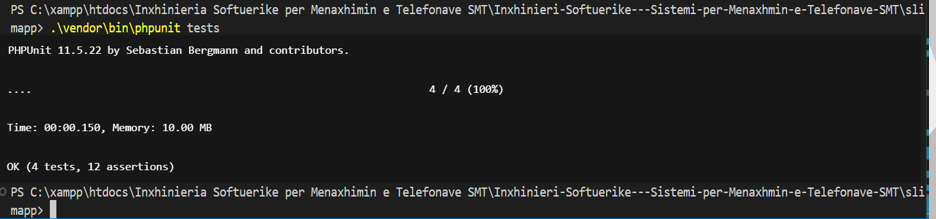 PS C:\xampp\htdocs\Inxhinieria Softuerike per Menaxhimin e Telefonave SMT\Inxhinieri-Softuerike---Sistemi-per-Menaxhmin-e-Telefonave-SMT\sli
mapp> .\vendor\bin\phpunit tests
PHPUnit 11.5.22 by Sebastian Bergmann and contributors.
.... 4 / 4 (100%)
Time: 00:00.150, Memory: 10.00 MB
OK (4 tests, 12 assertions)
PS C:\xampp\htdocs\Inxhinieria Softuerike per Menaxhimin e Telefonave SMT\Inxhinieri-Softuerike---Sistemi-per-Menaxhmin-e-Telefonave-SMT\sli
mapp>